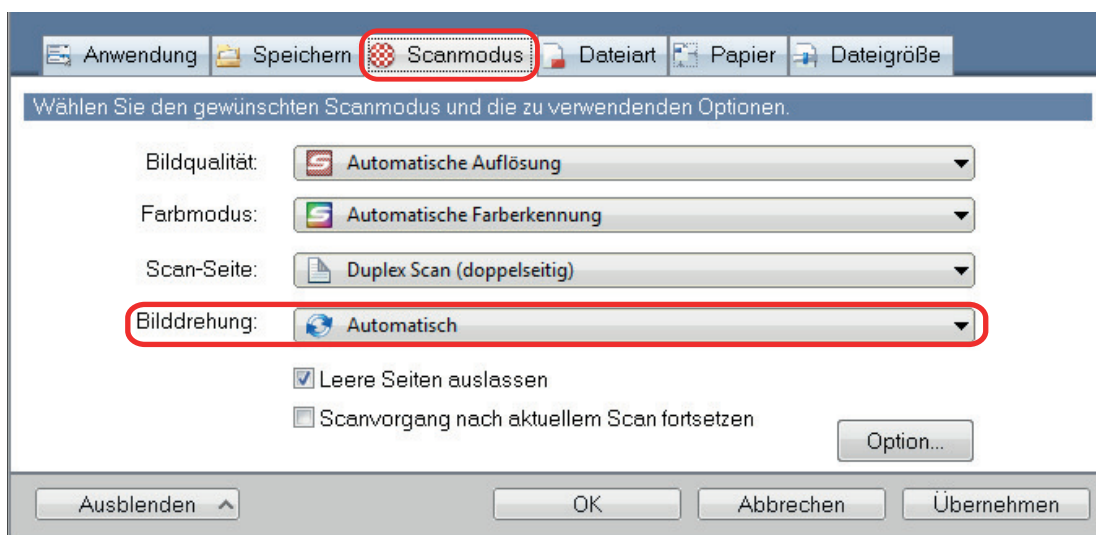 Anwendung Speichern Scanmodus Dateiart Papier Dateigröße
Wählen Sie den gewünschten Scanmodus und die zu verwendenden Optionen.
Bildqualität: Automatische Auflösung
Farbmodus: Automatische Farberkennung
Scan-Seite: Duplex Scan (doppelseitig)
Bilddrehung: Automatisch
Leere Seiten auslassen
Scanvorgang nach aktuellem Scan fortsetzen
Option...
Ausblenden OK Abbrechen Übernehmen